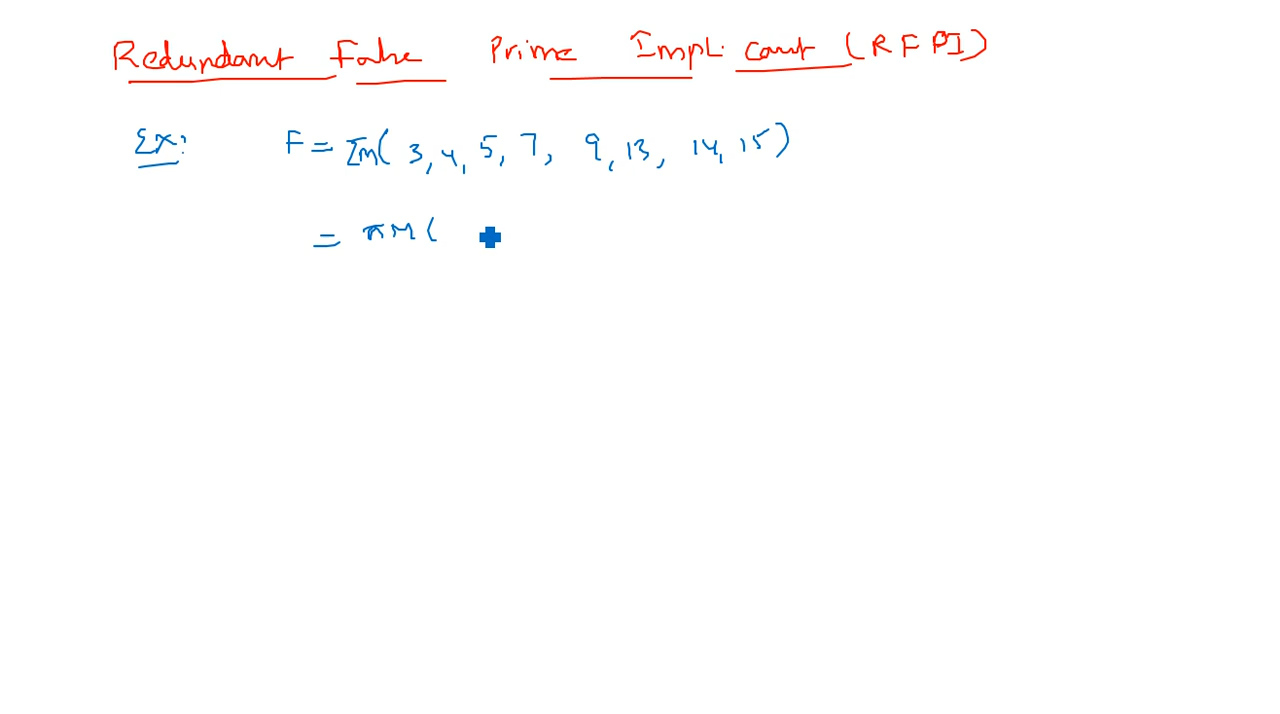 Redundant False Prime Implicant (RFPI)
Ex: F = Σm( 3, 4, 5, 7, 9, 13, 14, 15)
= πM(